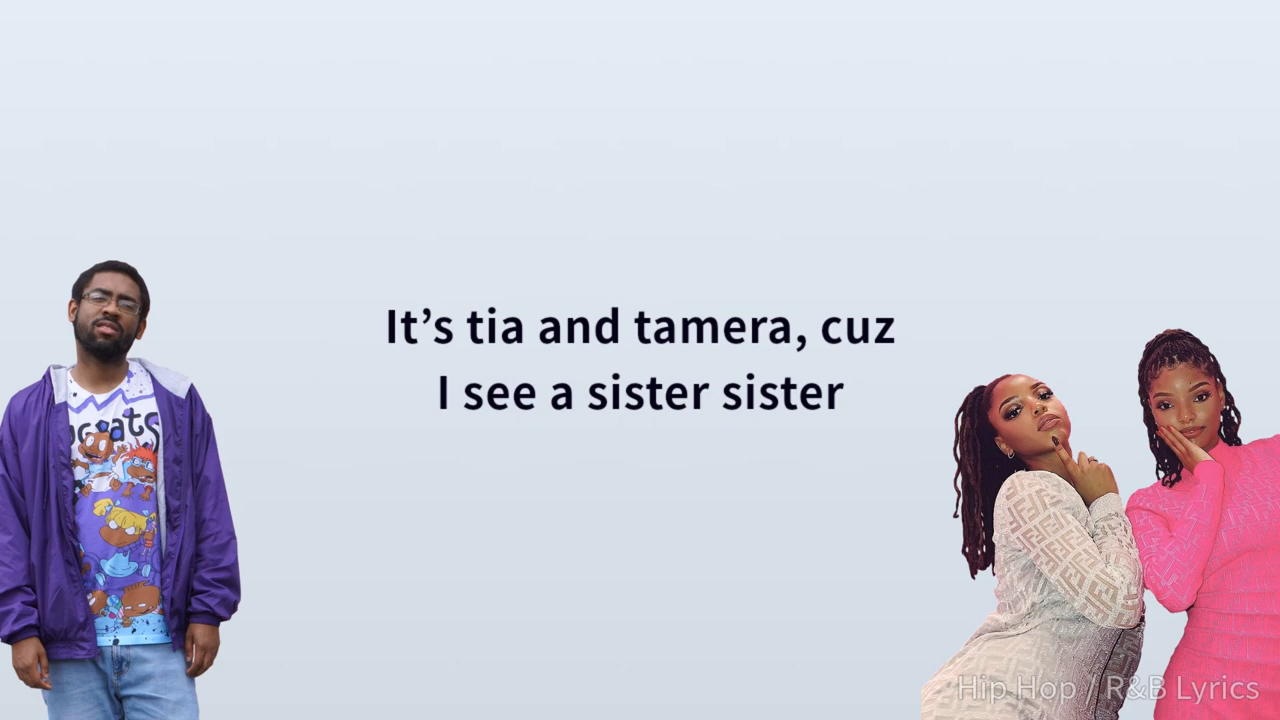 It’s tia and tamera, cuz
I see a sister sister
Hip Hop / R&B Lyrics